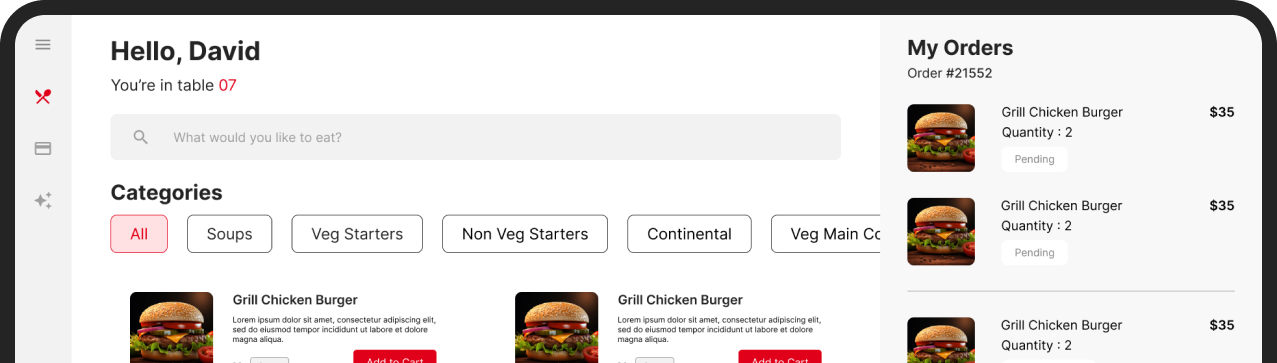 Hello, David
You're in table 07
What would you like to eat?
Categories
All
Soups
Veg Starters
Non Veg Starters
Continental
Veg Main Co
Grill Chicken Burger
Lorem ipsum dolor sit amet, consectetur adipiscing elit,
sed do eiusmod tempor incididunt ut labore et dolore
magna aliqua.
Add to Cart
Grill Chicken Burger
Lorem ipsum dolor sit amet, consectetur adipiscing elit,
sed do eiusmod tempor incididunt ut labore et dolore
magna aliqua.
Add to Cart
My Orders
Order #21552
Grill Chicken Burger
$35
Quantity : 2
Pending
Grill Chicken Burger
$35
Quantity : 2
Pending
Grill Chicken Burger
$35
Quantity : 2